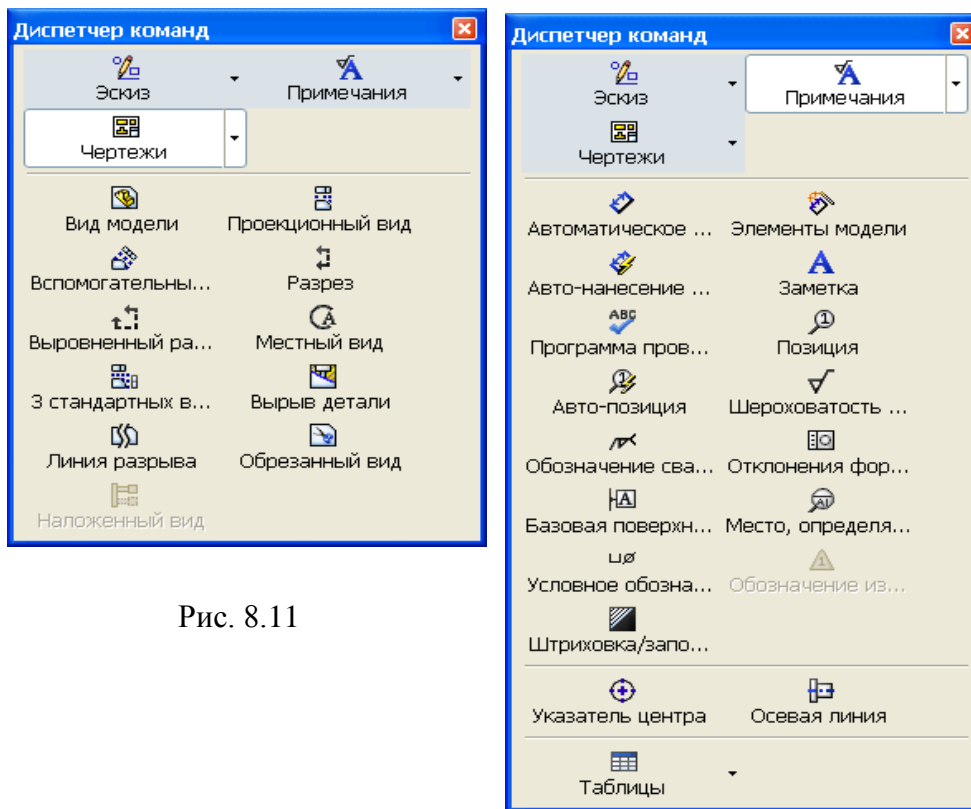 Диспетчер команд
Эскиз Примечания
Чертежи
Вид модели Проекционный вид
Вспомогательны... Разрез
Выровненный ра... Местный вид
3 стандартных в... Вырыв детали
Линия разрыва Обрезанный вид
Наложенный вид
Рис. 8.11
Диспетчер команд
Эскиз Примечания
Чертежи
Автоматическое ... Элементы модели
Авто-нанесение ... Заметка
Программа пров... Позиция
Авто-позиция Шероховатость ...
Обозначение сва... Отклонения фор...
Базовая поверхн... Место, определя...
Условное обозна... Обозначение из...
Штриховка/запо...
Указатель центра Осевая линия
Таблицы